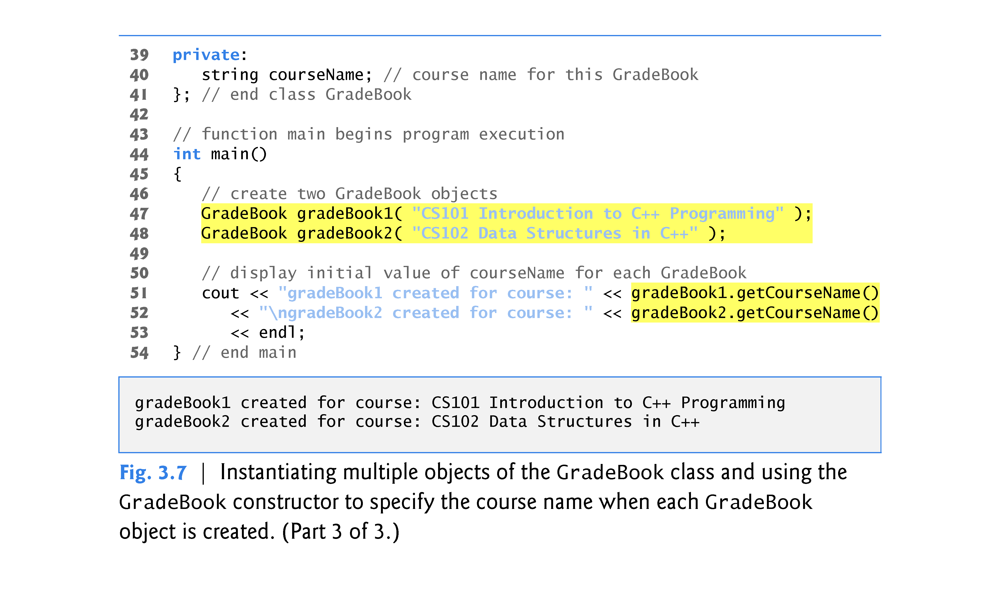 39 private:
40 string courseName; // course name for this GradeBook
41 }; // end class GradeBook
42
43 // function main begins program execution
44 int main()
45 {
46 // create two GradeBook objects
47 GradeBook gradeBook1( "CS101 Introduction to C++ Programming" );
48 GradeBook gradeBook2( "CS102 Data Structures in C++" );
49
50 // display initial value of courseName for each GradeBook
51 cout << "gradeBook1 created for course: " << gradeBook1.getCourseName()
52 << "\ngradeBook2 created for course: " << gradeBook2.getCourseName()
53 << endl;
54 } // end main
gradeBook1 created for course: CS101 Introduction to C++ Programming
gradeBook2 created for course: CS102 Data Structures in C++
Fig. 3.7 | Instantiating multiple objects of the GradeBook class and using the
GradeBook constructor to specify the course name when each GradeBook
object is created. (Part 3 of 3.)